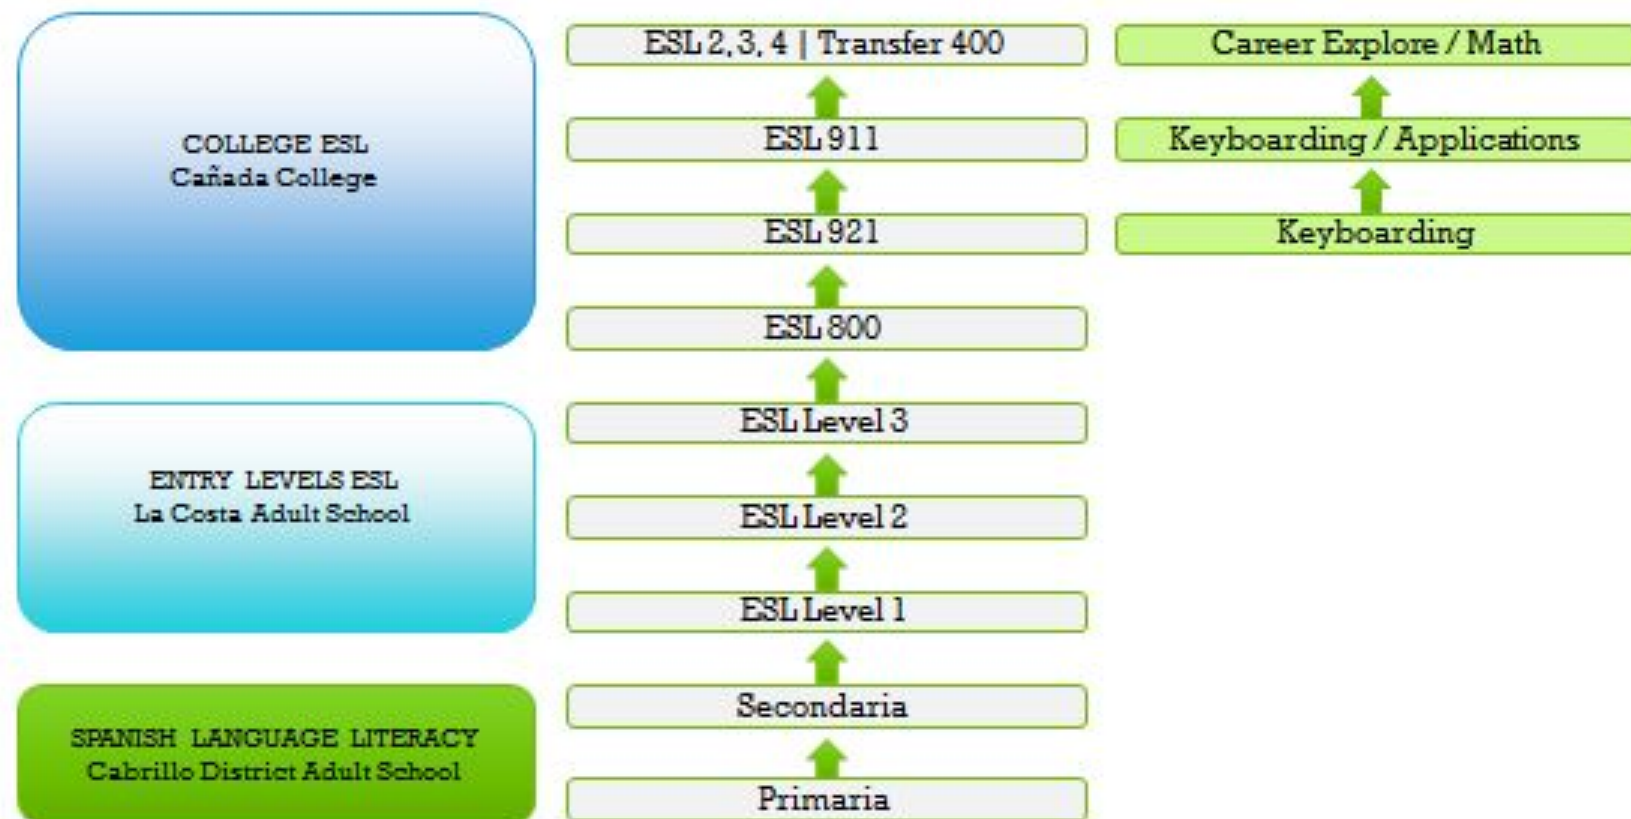 COLLEGE ESL
Cañada College
ENTRY LEVELS ESL
La Costa Adult School
SPANISH LANGUAGE LITERACY
Cabrillo District Adult School
ESL 2, 3, 4 | Transfer 400
ESL 911
ESL 921
ESL 800
ESL Level 3
ESL Level 2
ESL Level 1
Secondaria
Primaria
Career Explore / Math
Keyboarding / Applications
Keyboarding